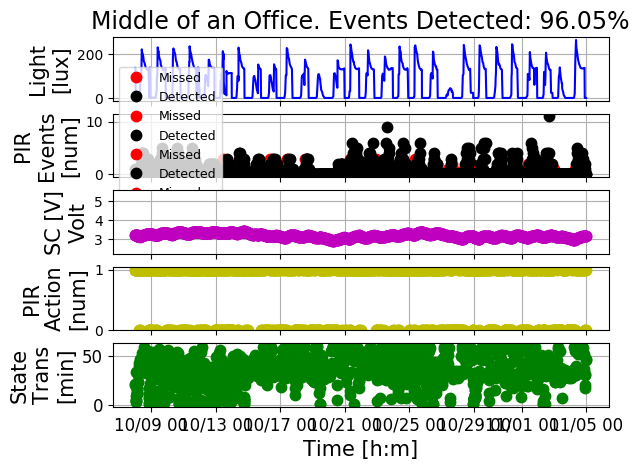 Middle of an Office. Events Detected: 96.05%
Light
[lux]
200
0
Missed
Detected
Missed
Detected
Missed
Detected
Missed
PIR
Events
[num]
10
0
SC [V]
Volt
5
4
3
PIR
Action
[num]
1
0
State
Trans
[min]
50
0
10/09 00
10/13 00
10/17 00
10/21 00
10/25 00
10/29 00
11/01 00
11/05 00
Time [h:m]